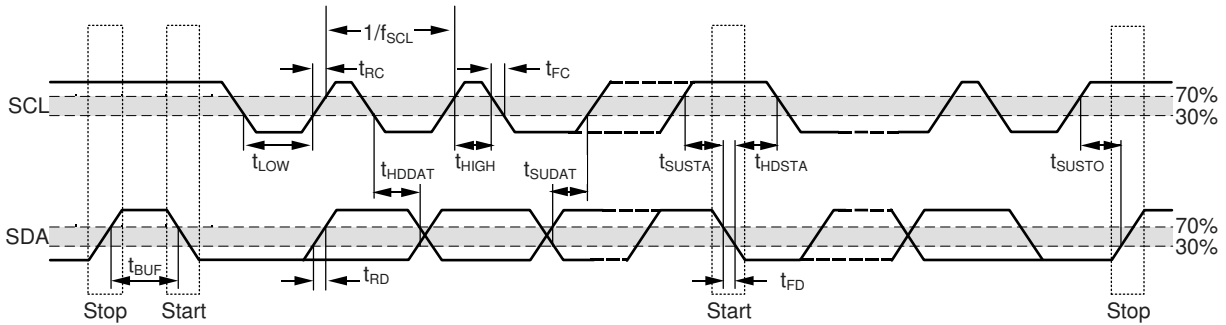 1/fSCL
tRC
tFC
SCL
70%
30%
tLOW
tHDDAT
tHIGH
tSUDAT
tSUSTA
tHDSTA
tSUSTO
SDA
70%
30%
tBUF
tRD
tFD
Stop
Start
Start
Stop